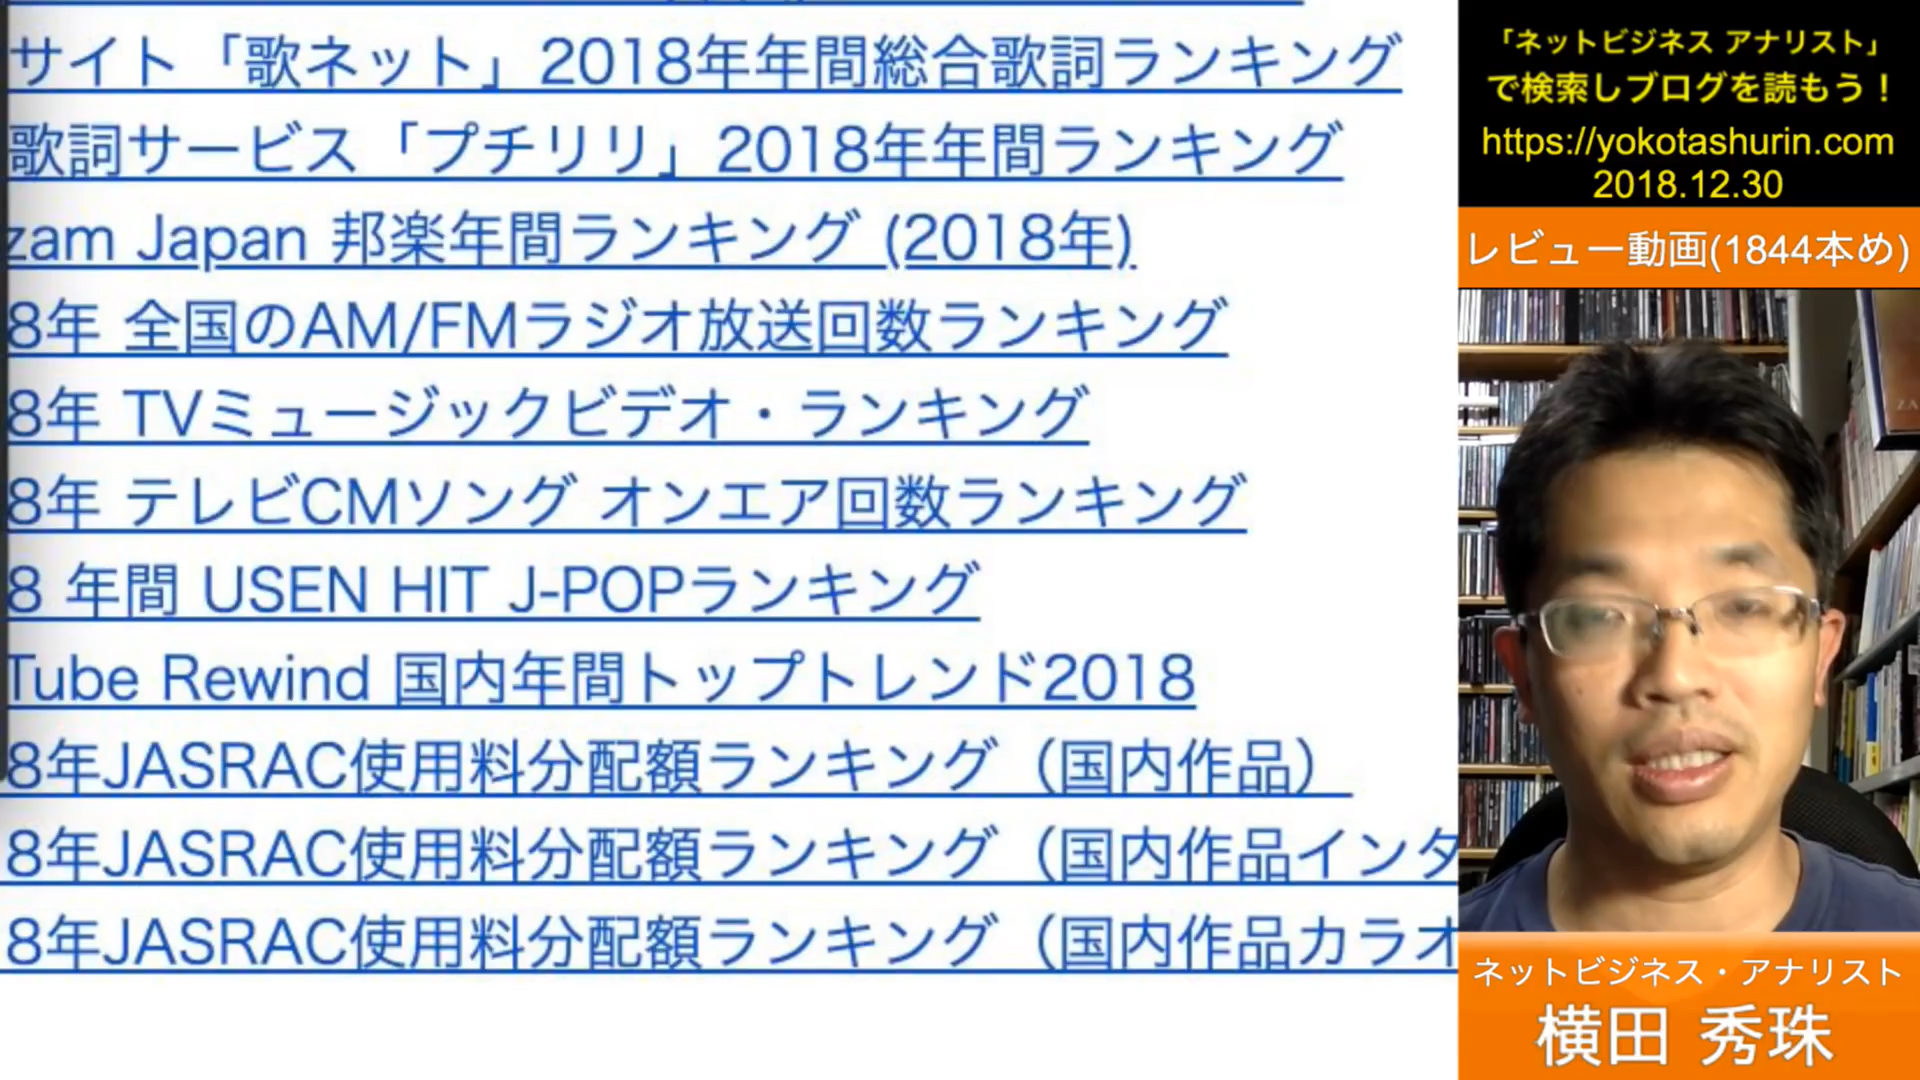 サイト「歌ネット」2018年年間総合歌詞ランキング
歌詞サービス「プチリリ」2018年年間ランキング
zam Japan 邦楽年間ランキング (2018年)
8年 全国のAM/FMラジオ放送回数ランキング
8年 TVミュージックビデオ・ランキング
8年 テレビCMソング オンエア回数ランキング
8 年間 USEN HIT J-POPランキング
Tube Rewind 国内年間トップトレンド2018
8年JASRAC使用料分配額ランキング（国内作品）
8年JASRAC使用料分配額ランキング（国内作品インタ
8年JASRAC使用料分配額ランキング（国内作品カラオ
「ネットビジネス アナリスト」
で検索しブログを読もう！
https://yokotashurin.com
2018.12.30
レビュー動画(1844本め)
ZA
ネットビジネス・アナリスト
横田 秀珠